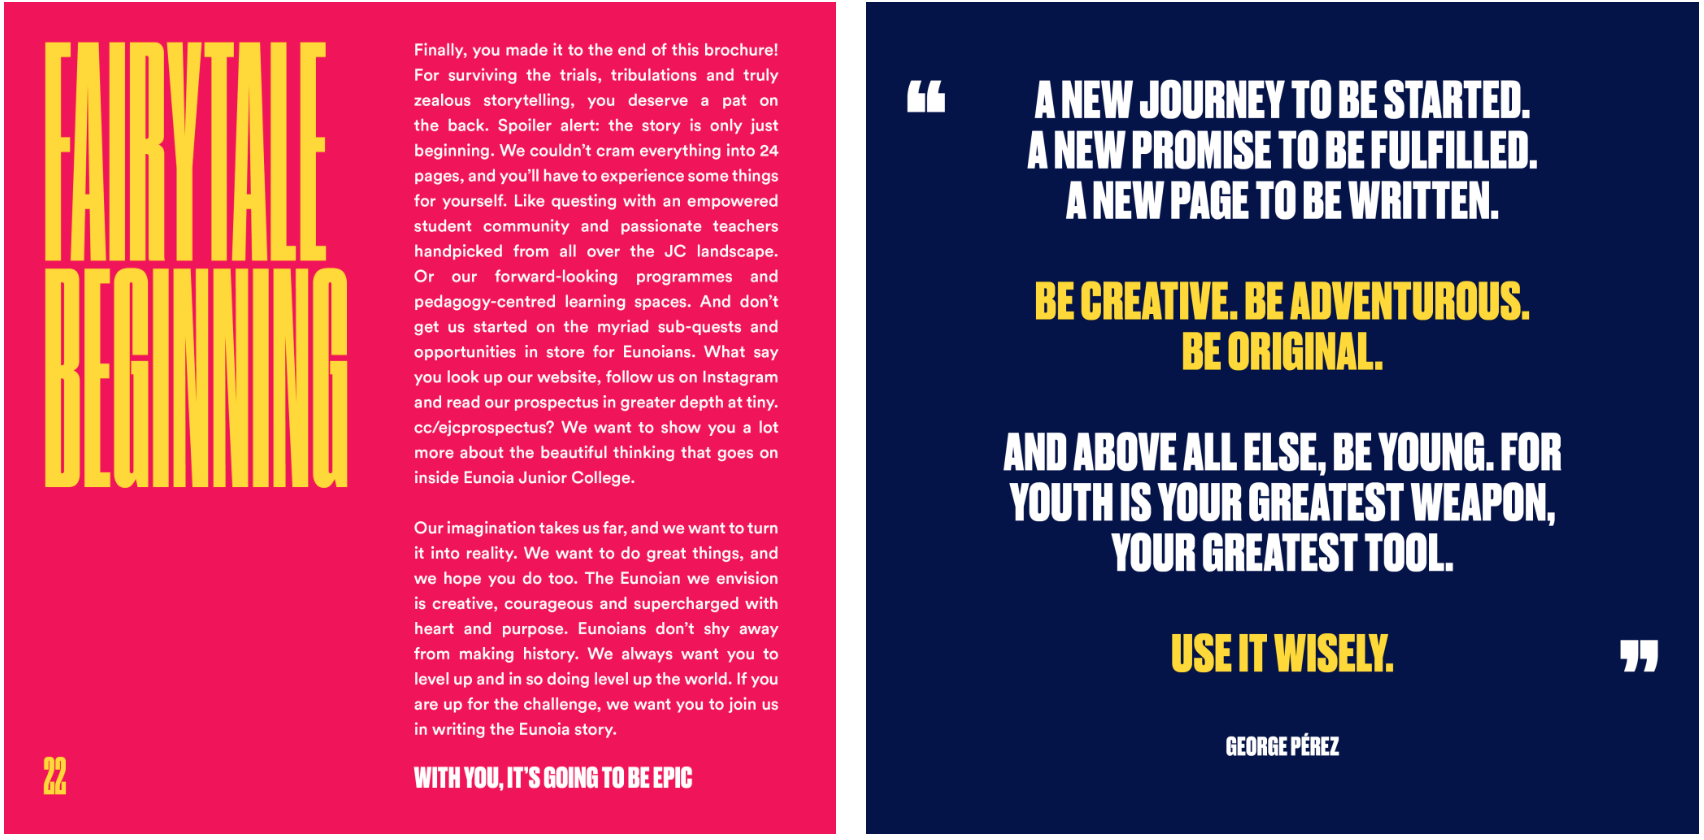 FAIRYTALE
BEGINNING
Finally, you made it to the end of this brochure!
For surviving the trials, tribulations and truly
zealous storytelling, you deserve a pat on
the back. Spoiler alert: the story is only just
beginning. We couldn’t cram everything into 24
pages, and you’ll have to experience some things
for yourself. Like questing with an empowered
student community and passionate teachers
handpicked from all over the JC landscape.
Or our forward-looking programmes and
pedagogy-centred learning spaces. And don’t
get us started on the myriad sub-quests and
opportunities in store for Eunoians. What say
you look up our website, follow us on Instagram
and read our prospectus in greater depth at tiny.
cc/ejcprospectus? We want to show you a lot
more about the beautiful thinking that goes on
inside Eunoia Junior College.
Our imagination takes us far, and we want to turn
it into reality. We want to do great things, and
we hope you do too. The Eunoian we envision
is creative, courageous and supercharged with
heart and purpose. Eunoians don’t shy away
from making history. We always want you to
level up and in so doing level up the world. If you
are up for the challenge, we want you to join us
in writing the Eunoia story.
WITH YOU, IT’S GOING TO BE EPIC
22
“
A NEW JOURNEY TO BE STARTED.
A NEW PROMISE TO BE FULFILLED.
A NEW PAGE TO BE WRITTEN.
BE CREATIVE. BE ADVENTUROUS.
BE ORIGINAL.
AND ABOVE ALL ELSE, BE YOUNG. FOR
YOUTH IS YOUR GREATEST WEAPON,
YOUR GREATEST TOOL.
USE IT WISELY.
”
GEORGE PÉREZ